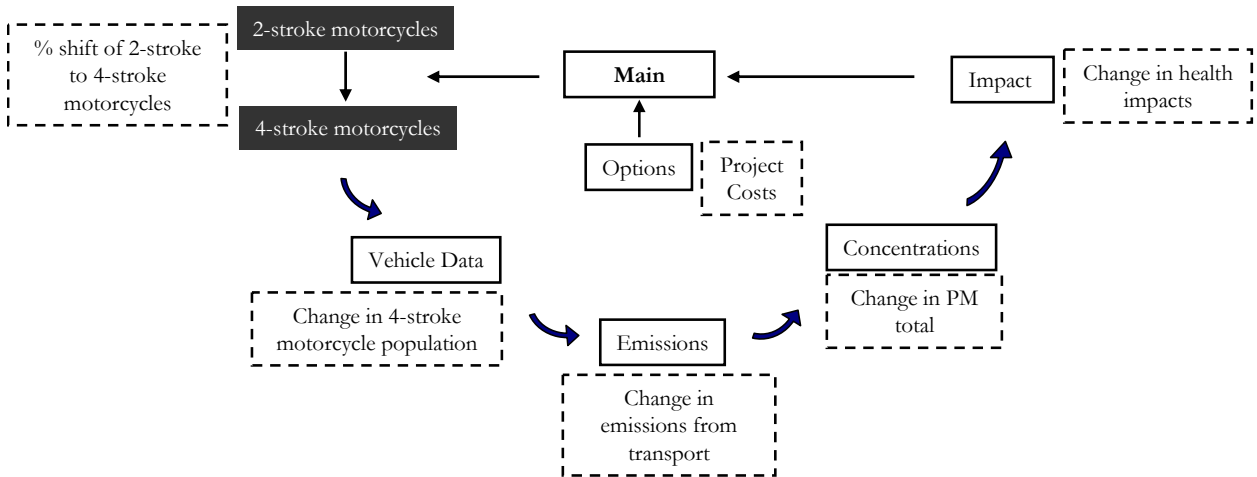 % shift of 2-stroke
to 4-stroke
motorcycles
2-stroke motorcycles
4-stroke motorcycles
Main
Options
Project
Costs
Impact
Change in health
impacts
Vehicle Data
Change in 4-stroke
motorcycle population
Emissions
Change in
emissions from
transport
Concentrations
Change in PM
total